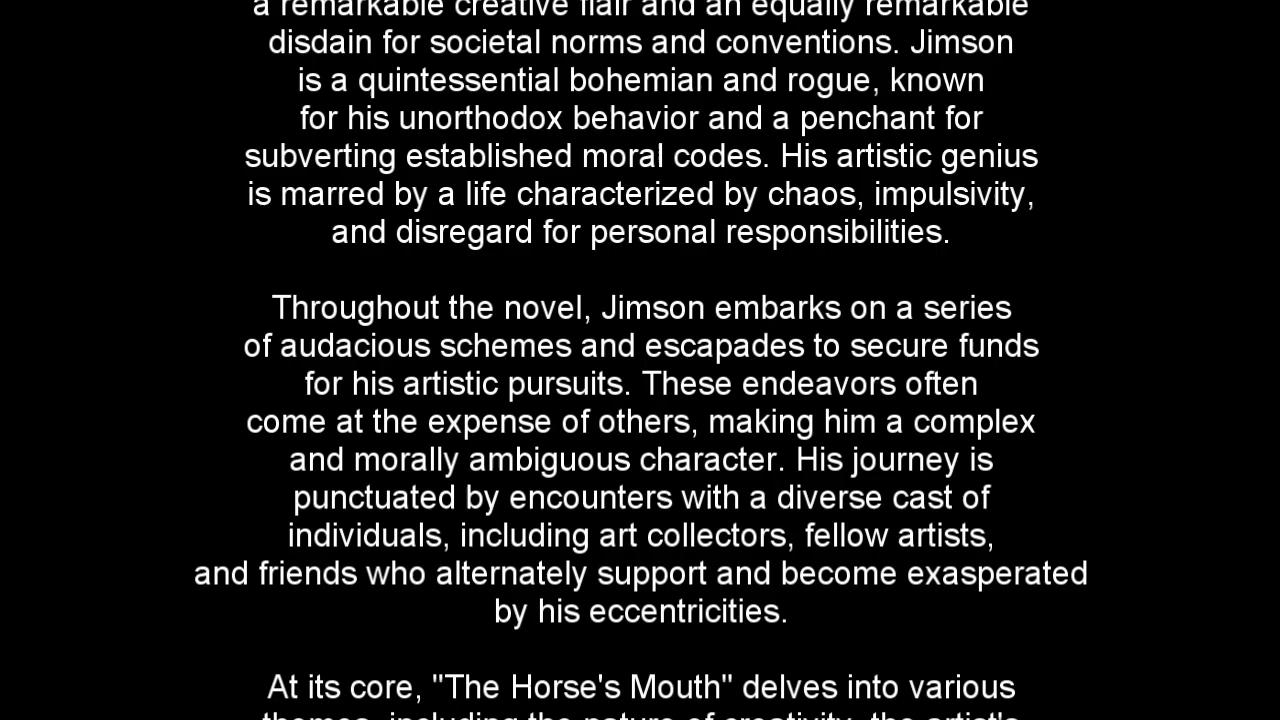 a remarkable creative flair and an equally remarkable
disdain for societal norms and conventions. Jimson
is a quintessential bohemian and rogue, known
for his unorthodox behavior and a penchant for
subverting established moral codes. His artistic genius
is marred by a life characterized by chaos, impulsivity,
and disregard for personal responsibilities.
Throughout the novel, Jimson embarks on a series
of audacious schemes and escapades to secure funds
for his artistic pursuits. These endeavors often
come at the expense of others, making him a complex
and morally ambiguous character. His journey is
punctuated by encounters with a diverse cast of
individuals, including art collectors, fellow artists,
and friends who alternately support and become exasperated
by his eccentricities.
At its core, "The Horse's Mouth" delves into various
themes, including the nature of creativity, the artist's